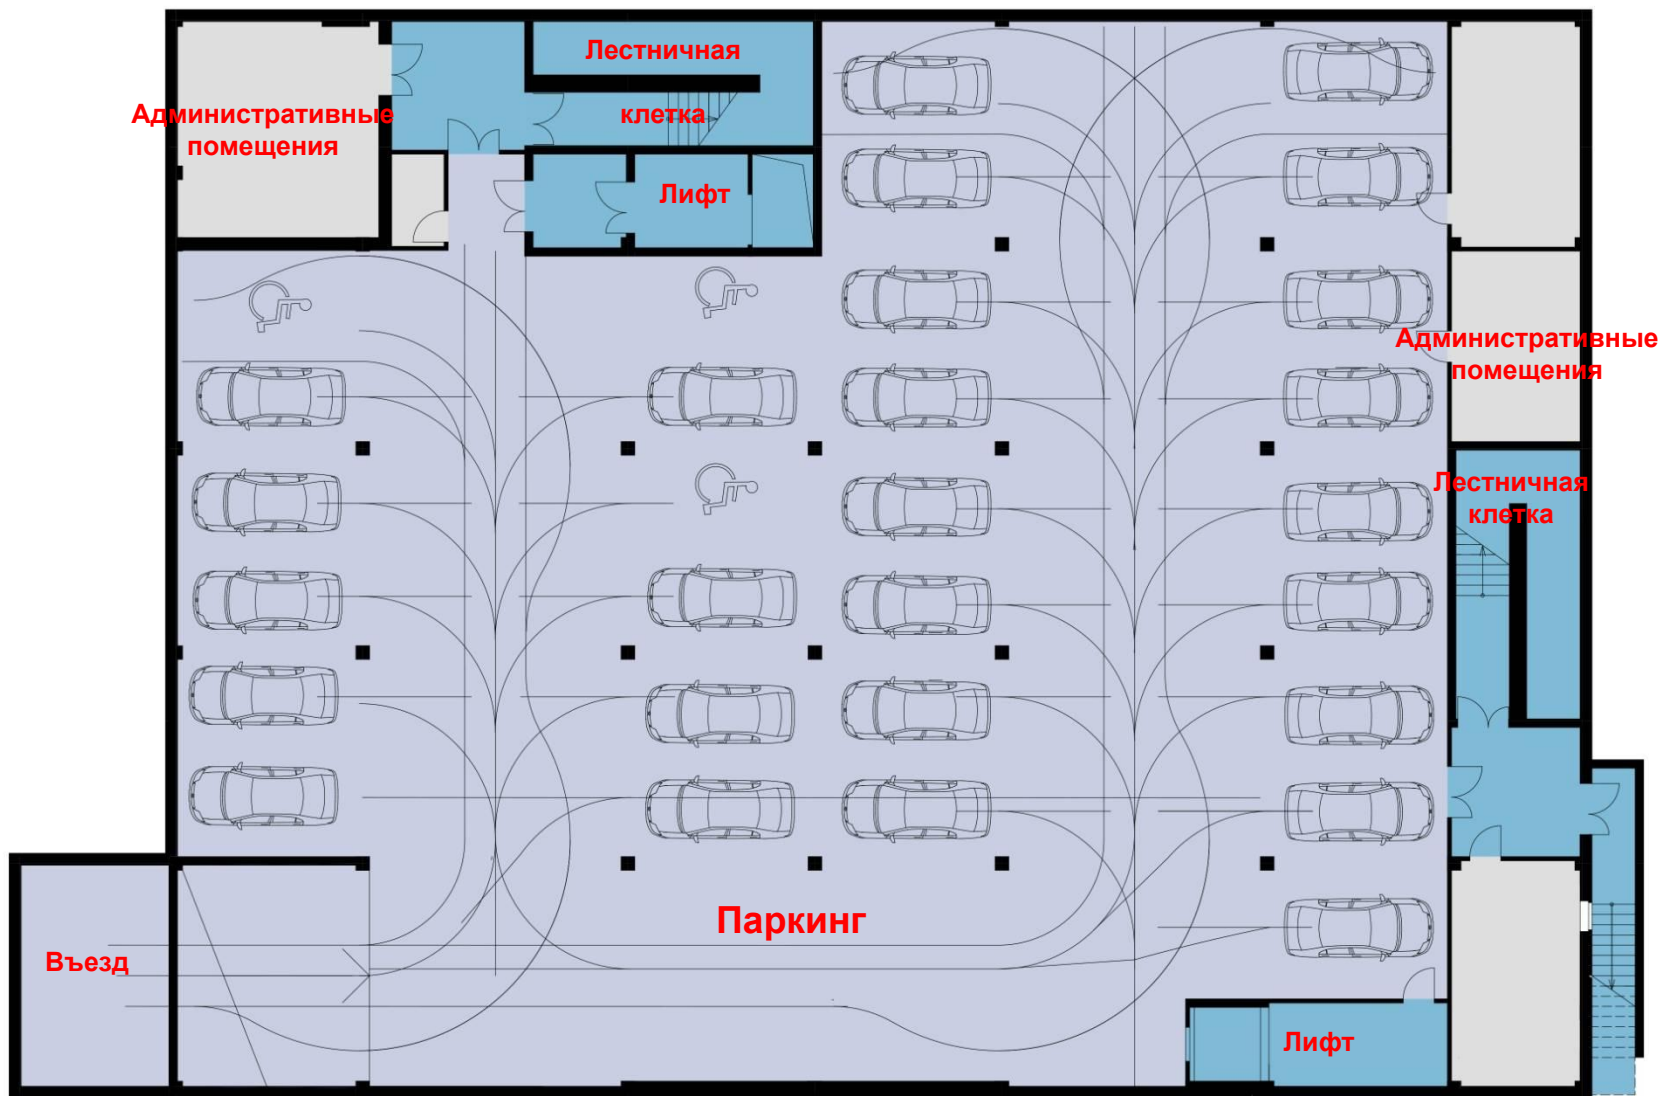 Лестничная
клетка
Административные
помещения
Лифт
Административные
помещения
Лестничная
клетка
Паркинг
Въезд
Лифт